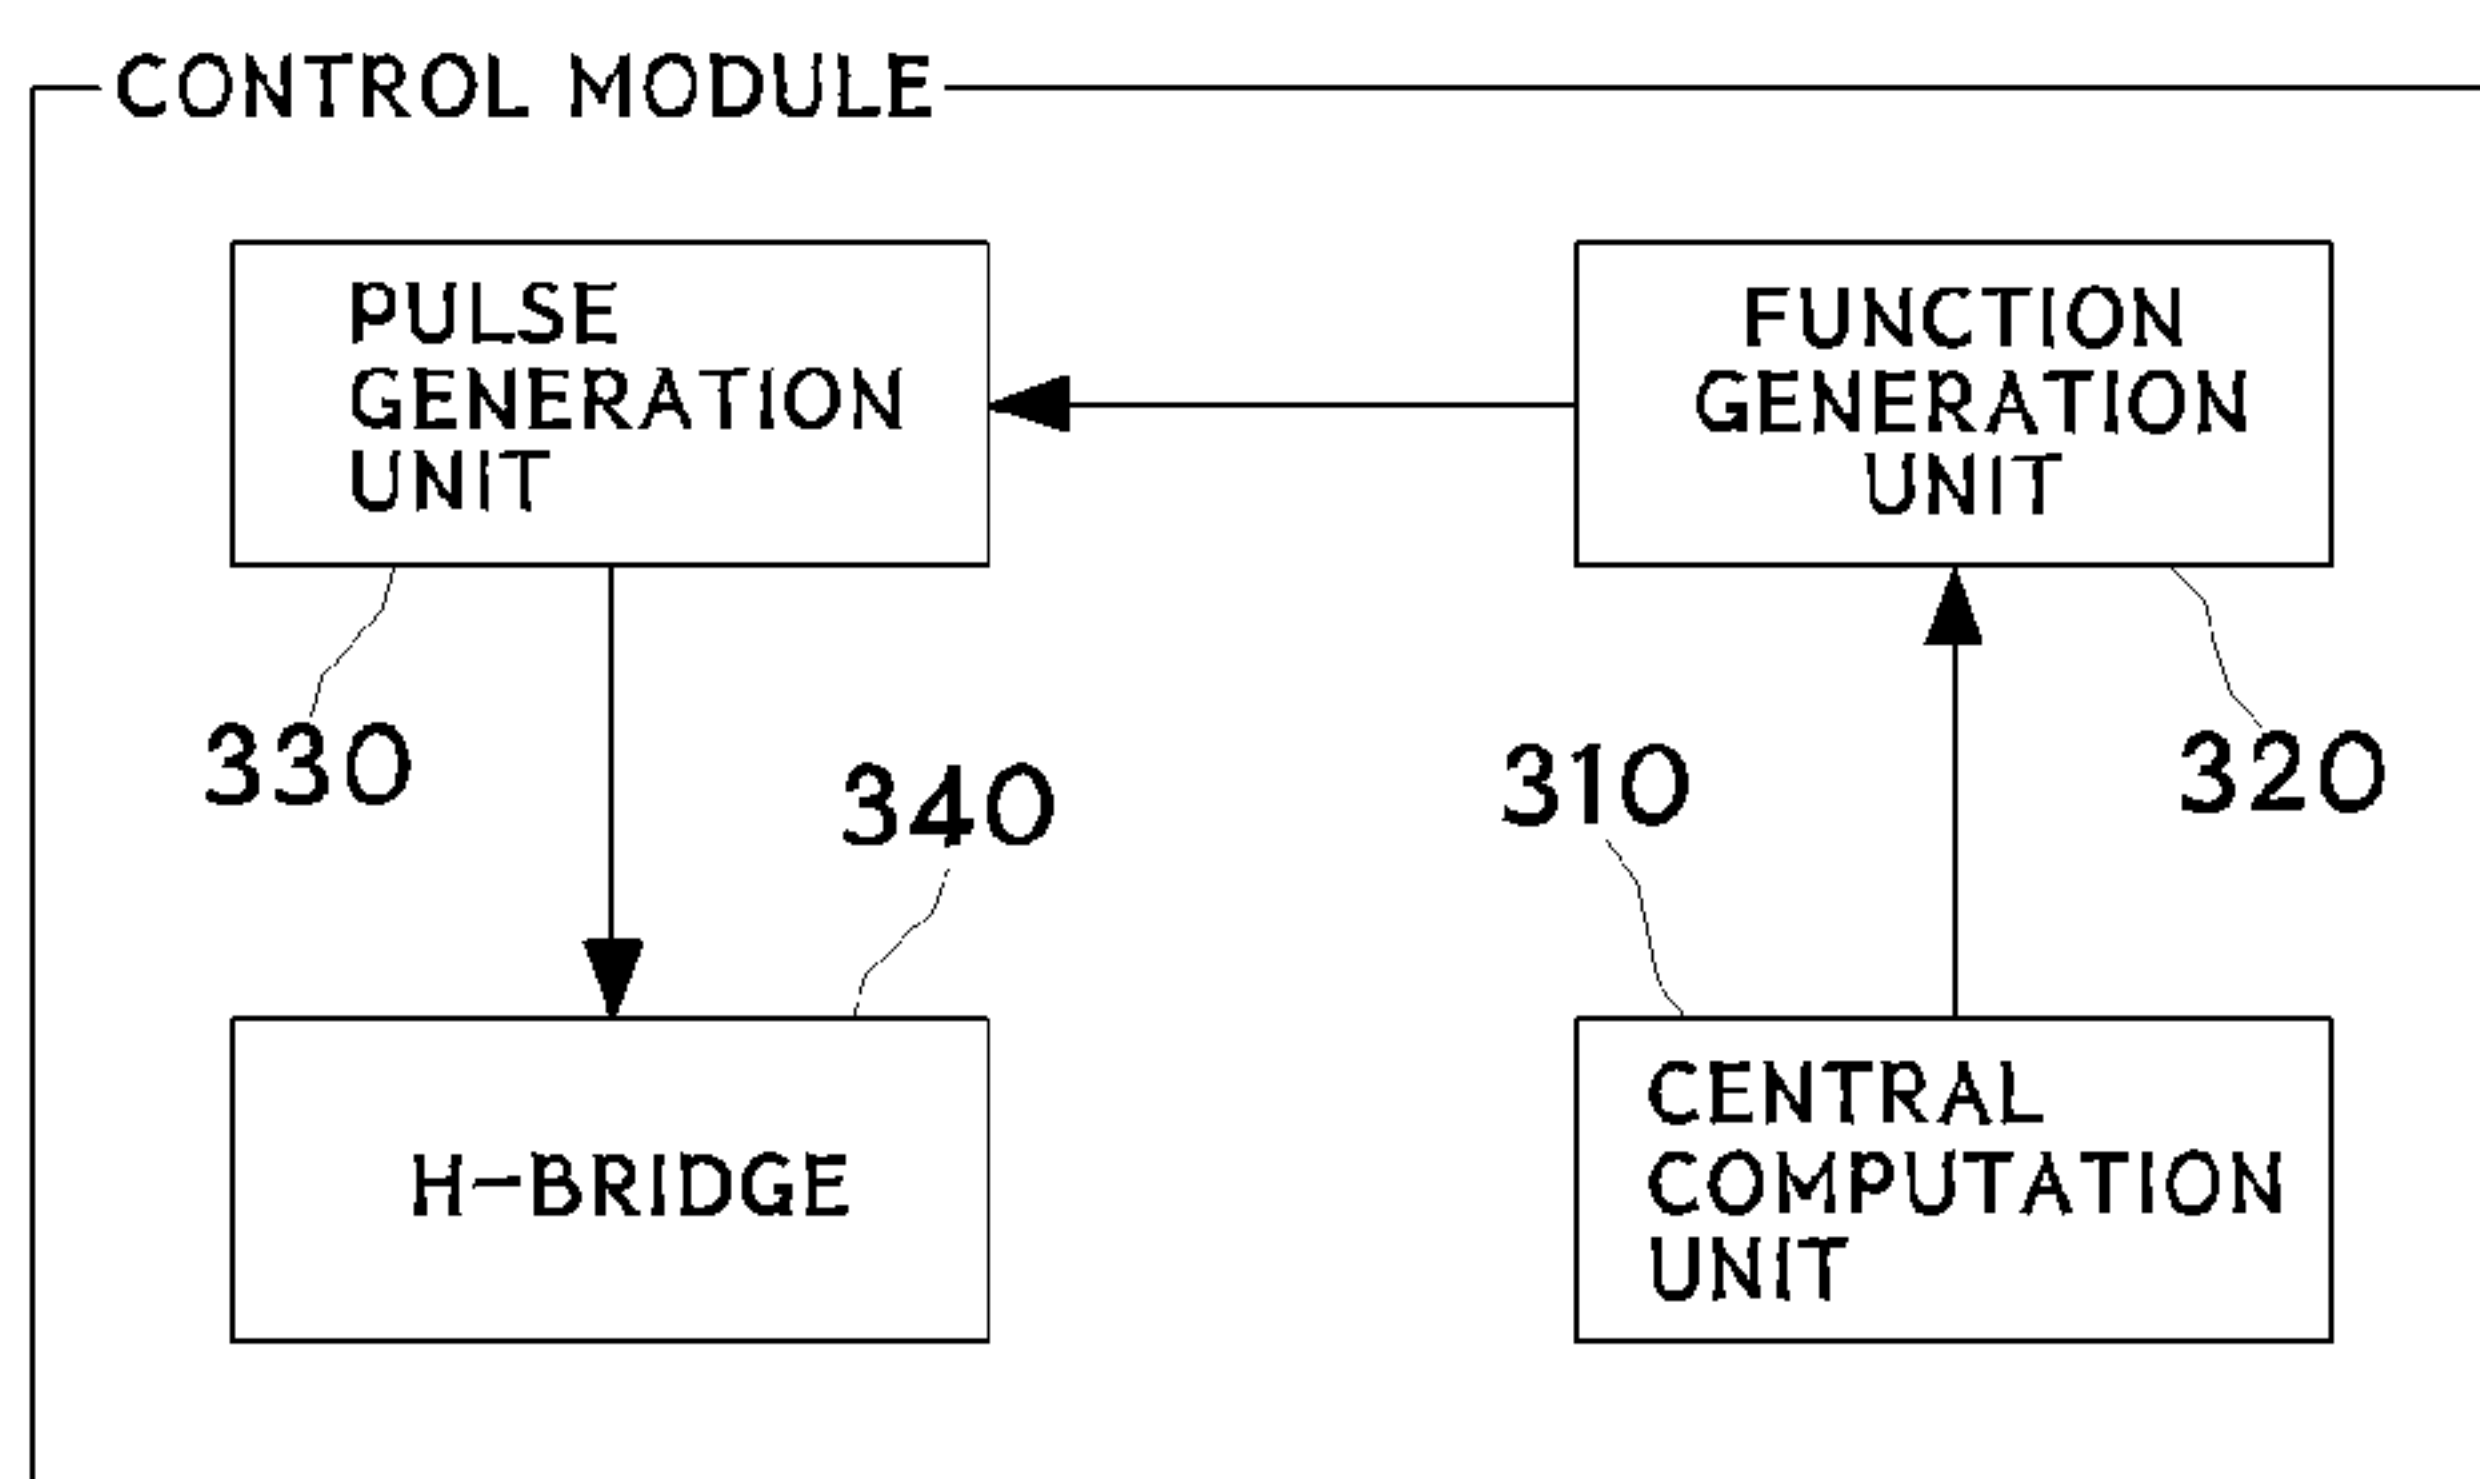 CONTROL MODULE
PULSE
GENERATION
UNIT
FUNCTION
GENERATION
UNIT
330
340
310
320
H-BRIDGE
CENTRAL
COMPUTATION
UNIT